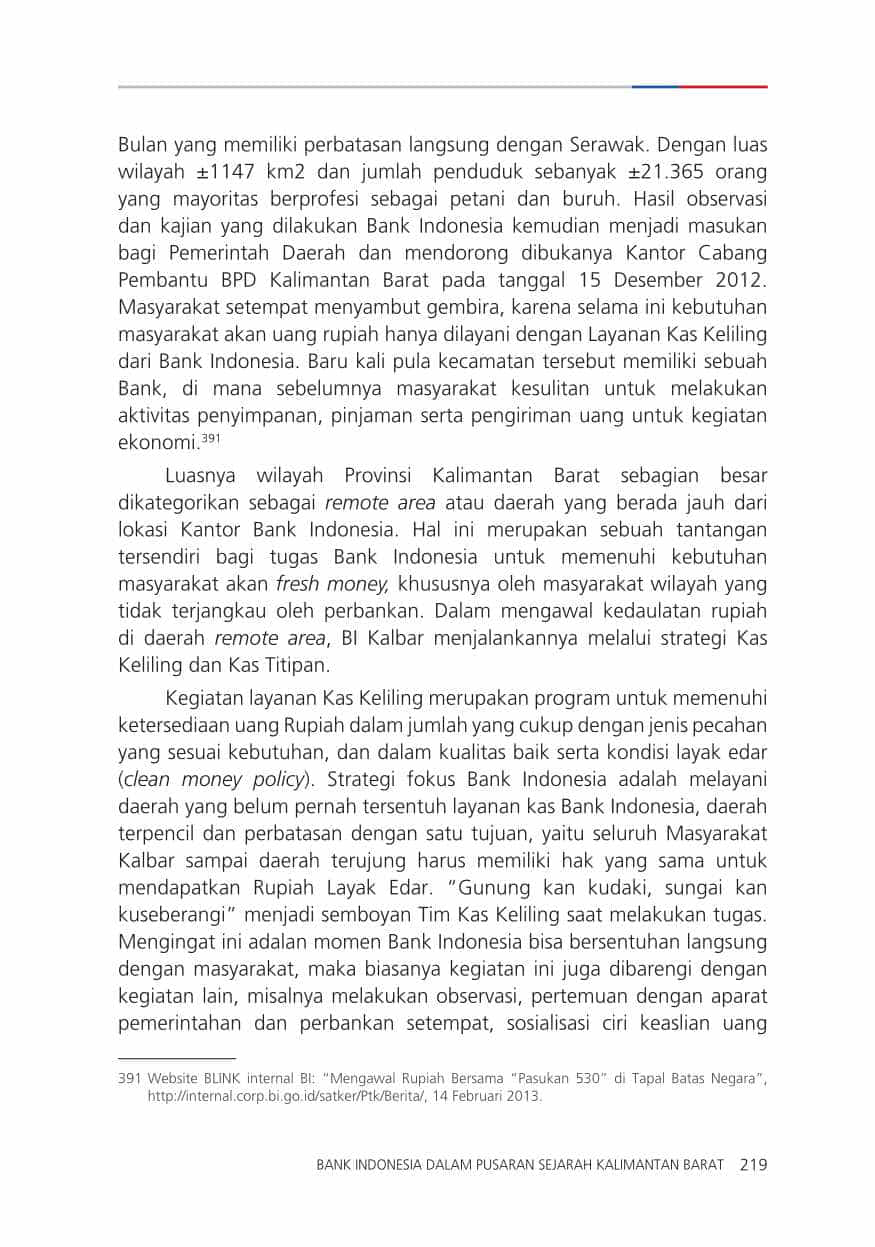 Bulan yang memiliki perbatasan langsung dengan Serawak. Dengan luas
wilayah ±1147 km2 dan jumlah penduduk sebanyak ±21.365 orang
yang mayoritas berprofesi sebagai petani dan buruh. Hasil observasi
dan kajian yang dilakukan Bank Indonesia kemudian menjadi masukan
bagi Pemerintah Daerah dan mendorong dibukanya Kantor Cabang
Pembantu BPD Kalimantan Barat pada tanggal 15 Desember 2012.
Masyarakat setempat menyambut gembira, karena selama ini kebutuhan
masyarakat akan uang rupiah hanya dilayani dengan Layanan Kas Keliling
dari Bank Indonesia. Baru kali pula kecamatan tersebut memiliki sebuah
Bank, di mana sebelumnya masyarakat kesulitan untuk melakukan
aktivitas penyimpanan, pinjaman serta pengiriman uang untuk kegiatan
ekonomi.391
Luasnya wilayah Provinsi Kalimantan Barat sebagian besar
dikategorikan sebagai remote area atau daerah yang berada jauh dari
lokasi Kantor Bank Indonesia. Hal ini merupakan sebuah tantangan
tersendiri bagi tugas Bank Indonesia untuk memenuhi kebutuhan
masyarakat akan fresh money, khususnya oleh masyarakat wilayah yang
tidak terjangkau oleh perbankan. Dalam mengawal kedaulatan rupiah
di daerah remote area, BI Kalbar menjalankannya melalui strategi Kas
Keliling dan Kas Titipan.
Kegiatan layanan Kas Keliling merupakan program untuk memenuhi
ketersediaan uang Rupiah dalam jumlah yang cukup dengan jenis pecahan
yang sesuai kebutuhan, dan dalam kualitas baik serta kondisi layak edar
(clean money policy). Strategi fokus Bank Indonesia adalah melayani
daerah yang belum pernah tersentuh layanan kas Bank Indonesia, daerah
terpencil dan perbatasan dengan satu tujuan, yaitu seluruh Masyarakat
Kalbar sampai daerah terujung harus memiliki hak yang sama untuk
mendapatkan Rupiah Layak Edar. “Gunung kan kudaki, sungai kan
kuseberangi” menjadi semboyan Tim Kas Keliling saat melakukan tugas.
Mengingat ini adalan momen Bank Indonesia bisa bersentuhan langsung
dengan masyarakat, maka biasanya kegiatan ini juga dibarengi dengan
kegiatan lain, misalnya melakukan observasi, pertemuan dengan aparat
pemerintahan dan perbankan setempat, sosialisasi ciri keaslian uang
391 Website BLINK internal BI: “Mengawal Rupiah Bersama “Pasukan 530” di Tapal Batas Negara”,
http://internal.corp.bi.go.id/satker/Ptk/Berita/, 14 Februari 2013.
BANK INDONESIA DALAM PUSARAN SEJARAH KALIMANTAN BARAT 219